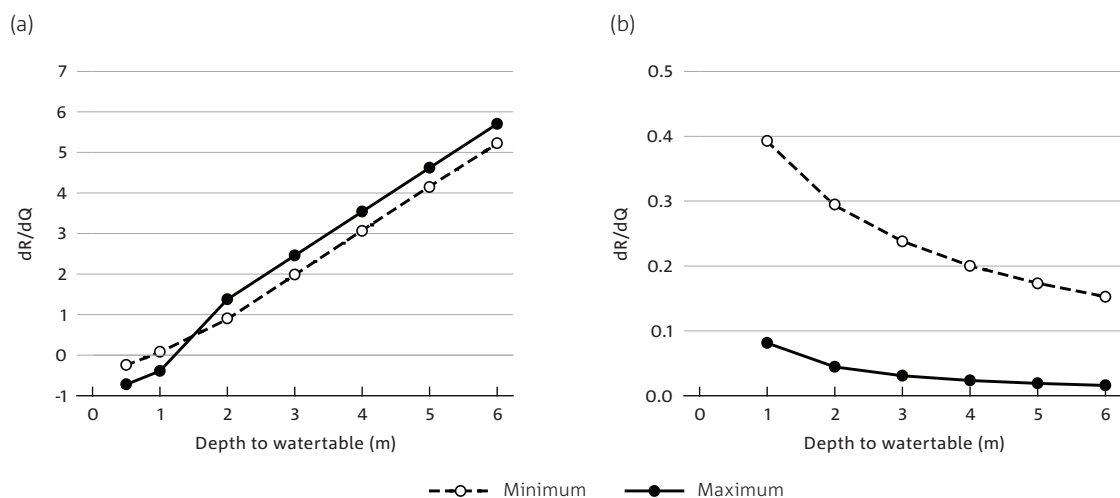 (a)
7
6
5
4
3
2
1
0
-1
dR/dQ
0 1 2 3 4 5 6
Depth to watertable (m)
(b)
0.5
0.4
0.3
0.2
0.1
0.0
dR/dQ
0 1 2 3 4 5 6
Depth to watertable (m)
Minimum Maximum